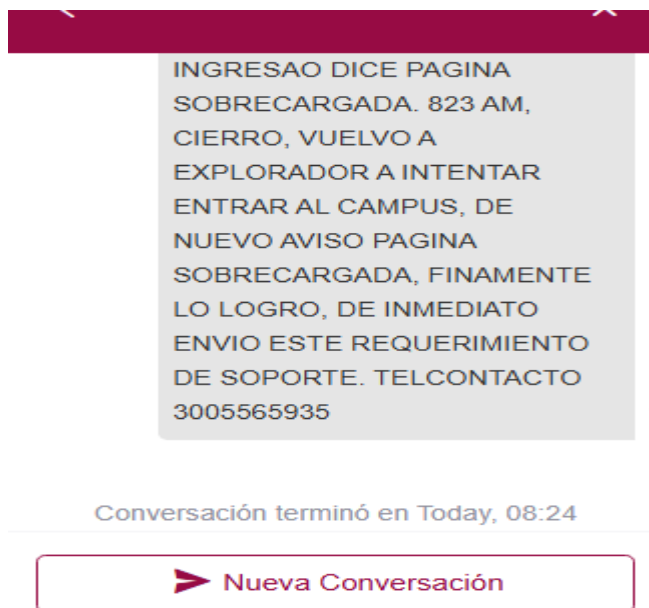 INGRESAO DICE PAGINA
SOBRECARGADA. 823 AM,
CIERRO, VUELVO A
EXPLORADOR A INTENTAR
ENTRAR AL CAMPUS, DE
NUEVO AVISO PAGINA
SOBRECARGADA, FINAMENTE
LO LOGRO, DE INMEDIATO
ENVIO ESTE REQUERIMIENTO
DE SOPORTE. TELCONTACTO
3005565935
Conversación terminó en Today, 08:24
Nueva Conversación